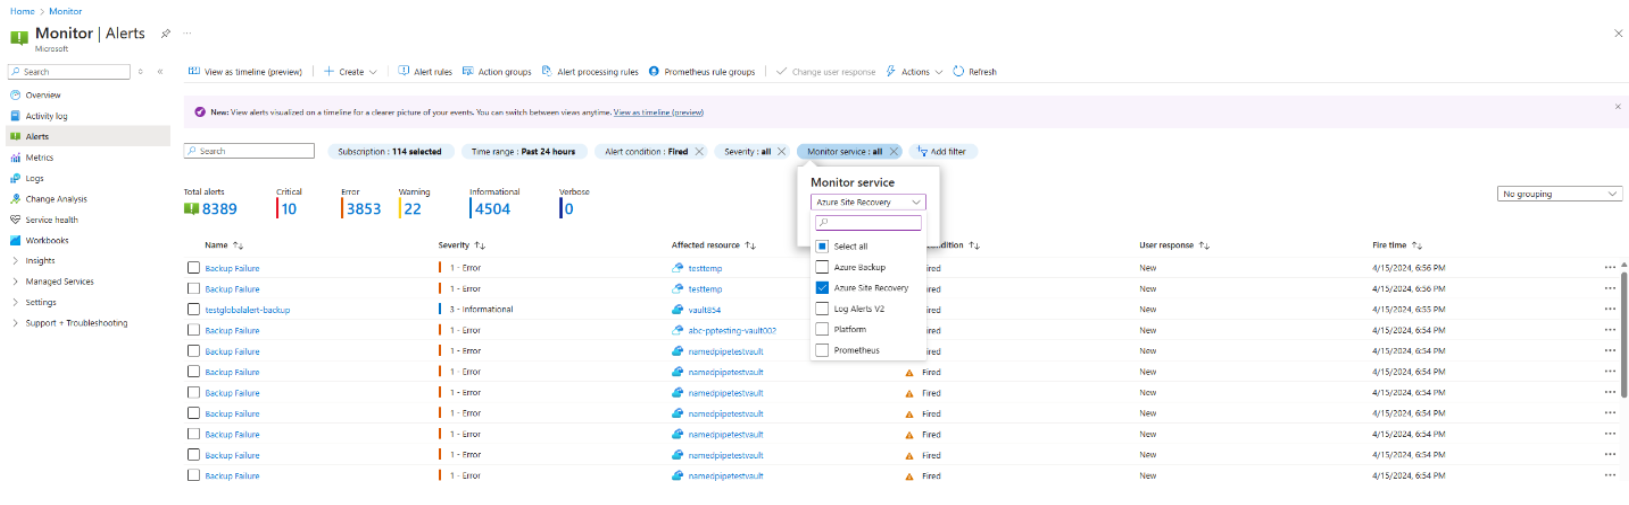 Home > Monitor
Monitor | Alerts
Microsoft
Search
View as timeline (preview) Create Alert rules Action groups Alert processing rules Prometheus rule groups Change user response Actions Refresh
Overview
Activity log
Alerts
Metrics
Logs
Change Analysis
Service health
Workbooks
Insights
Managed Services
Settings
Support + Troubleshooting
New: View alerts visualized on a timeline for a clearer picture of your events. You can switch between views anytime. View as timeline (preview)
Search Subscription : 114 selected Time range : Past 24 hours Alert condition : Fired Severity : all Monitor service : all Add filter
Total alerts Critical Error Warning Informational Verbose
8389 10 3853 22 4504 0
No grouping
Monitor service
Azure Site Recovery
Select all
Azure Backup
Azure Site Recovery
Log Alerts V2
Platform
Prometheus
Name Severity Affected resource ondition User response Fire time
Backup Failure 1 - Error testtemp ired New 4/15/2024, 6:56 PM
Backup Failure 1 - Error testtemp ired New 4/15/2024, 6:56 PM
testglobalalert-backup 3 - Informational vault854 ired New 4/15/2024, 6:55 PM
Backup Failure 1 - Error abc-pptesting-vault002 ired New 4/15/2024, 6:54 PM
Backup Failure 1 - Error namedpipetestvault ired New 4/15/2024, 6:54 PM
Backup Failure 1 - Error namedpipetestvault Fired New 4/15/2024, 6:54 PM
Backup Failure 1 - Error namedpipetestvault Fired New 4/15/2024, 6:54 PM
Backup Failure 1 - Error namedpipetestvault Fired New 4/15/2024, 6:54 PM
Backup Failure 1 - Error namedpipetestvault Fired New 4/15/2024, 6:54 PM
Backup Failure 1 - Error namedpipetestvault Fired New 4/15/2024, 6:54 PM
Backup Failure 1 - Error namedpipetestvault Fired New 4/15/2024, 6:54 PM